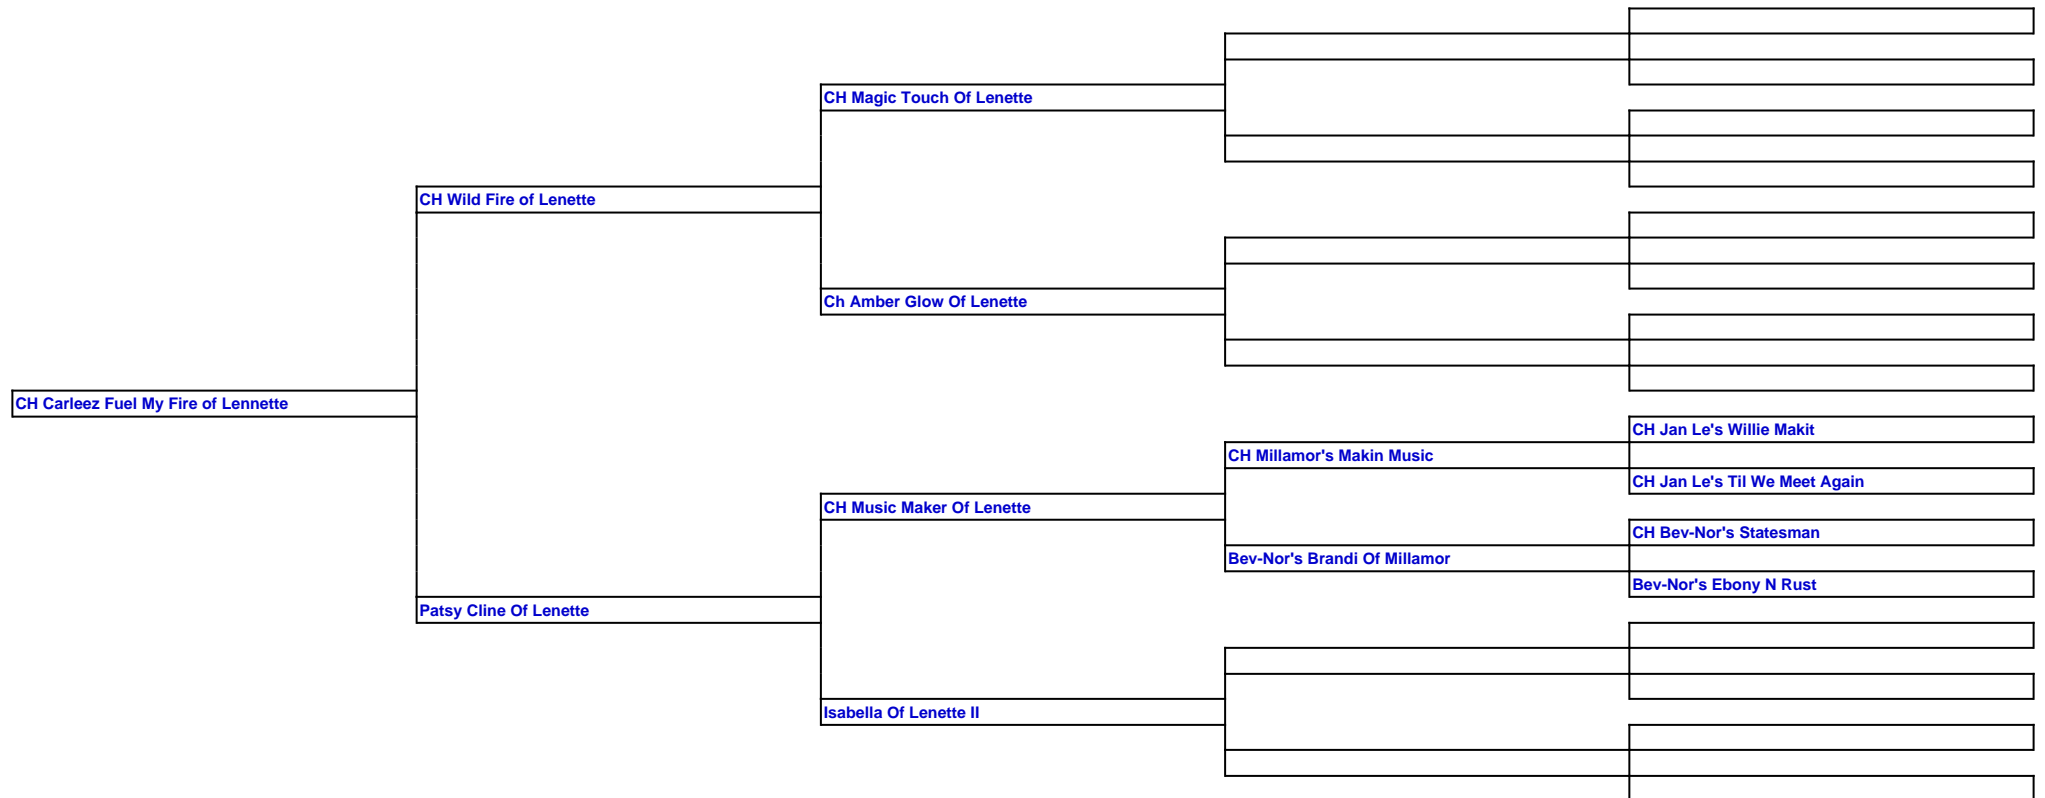 CH Magic Touch Of Lenette
CH Wild Fire of Lenette
Ch Amber Glow Of Lenette
CH Carleez Fuel My Fire of Lennette
CH Jan Le's Willie Makit
CH Millamor's Makin Music
CH Jan Le's Til We Meet Again
CH Music Maker Of Lenette
CH Bev-Nor's Statesman
Bev-Nor's Brandi Of Millamor
Bev-Nor's Ebony N Rust
Patsy Cline Of Lenette
Isabella Of Lenette II